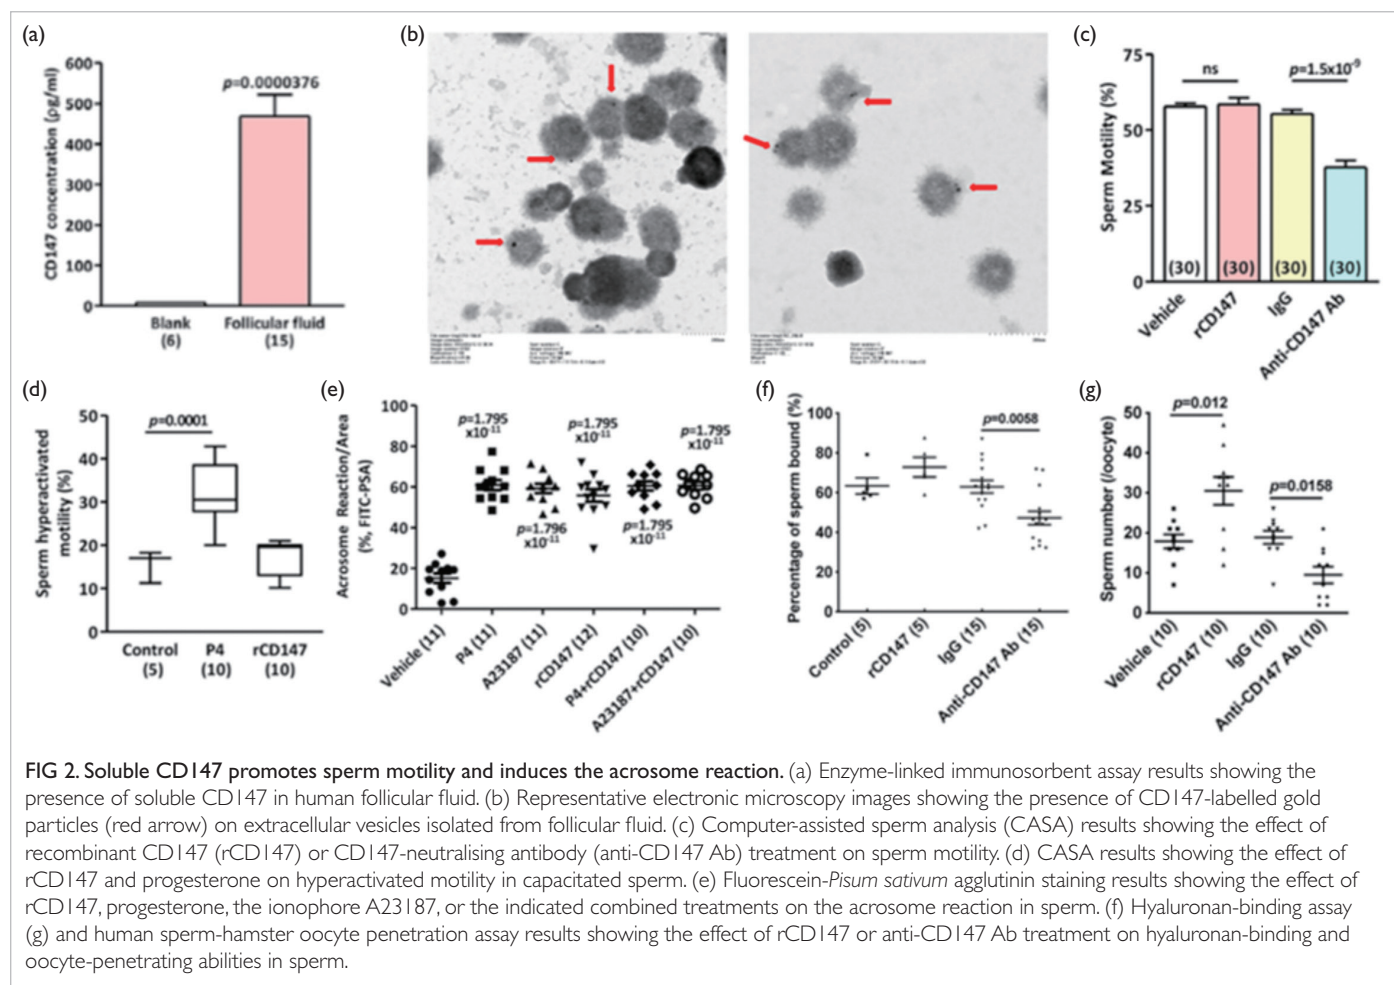 (a)
CD147 concentration (pg/ml)
600
500
400
300
200
100
0
p=0.0000376
Blank
(6)
Follicular fluid
(15)
(b)
(c)
Sperm Motility (%)
75
50
25
0
ns
p=1.5x10-9
(30)
(30)
(30)
(30)
Vehicle
rCD147
IgG
Anti-CD147 Ab
(d)
Sperm hyperactivated
motility (%)
50
40
30
20
10
0
p=0.0001
Control
(5)
P4
(10)
rCD147
(10)
(e)
Acrosome Reaction/Area
(%, FITC-PSA)
100
80
60
40
20
0
p=1.795
x10-11
p=1.796
x10-11
p=1.795
x10-11
p=1.795
x10-11
p=1.795
x10-11
Vehicle (11)
P4 (11)
A23187 (11)
rCD147 (12)
P4+rCD147 (10)
A23187+rCD147 (10)
(f)
Percentage of sperm bound (%)
100
80
60
40
20
0
p=0.0058
Control (5)
rCD147 (5)
IgG (15)
Anti-CD147 Ab (15)
(g)
Sperm number (/oocyte)
50
40
30
20
10
0
p=0.012
p=0.0158
Vehicle (10)
rCD147 (10)
IgG (10)
Anti-CD147 Ab (10)
FIG 2. Soluble CD147 promotes sperm motility and induces the acrosome reaction. (a) Enzyme-linked immunosorbent assay results showing the
presence of soluble CD147 in human follicular fluid. (b) Representative electronic microscopy images showing the presence of CD147-labelled gold
particles (red arrow) on extracellular vesicles isolated from follicular fluid. (c) Computer-assisted sperm analysis (CASA) results showing the effect of
recombinant CD147 (rCD147) or CD147-neutralising antibody (anti-CD147 Ab) treatment on sperm motility. (d) CASA results showing the effect of
rCD147 and progesterone on hyperactivated motility in capacitated sperm. (e) Fluorescein-Pisum sativum agglutinin staining results showing the effect of
rCD147, progesterone, the ionophore A23187, or the indicated combined treatments on the acrosome reaction in sperm. (f) Hyaluronan-binding assay
(g) and human sperm-hamster oocyte penetration assay results showing the effect of rCD147 or anti-CD147 Ab treatment on hyaluronan-binding and
oocyte-penetrating abilities in sperm.